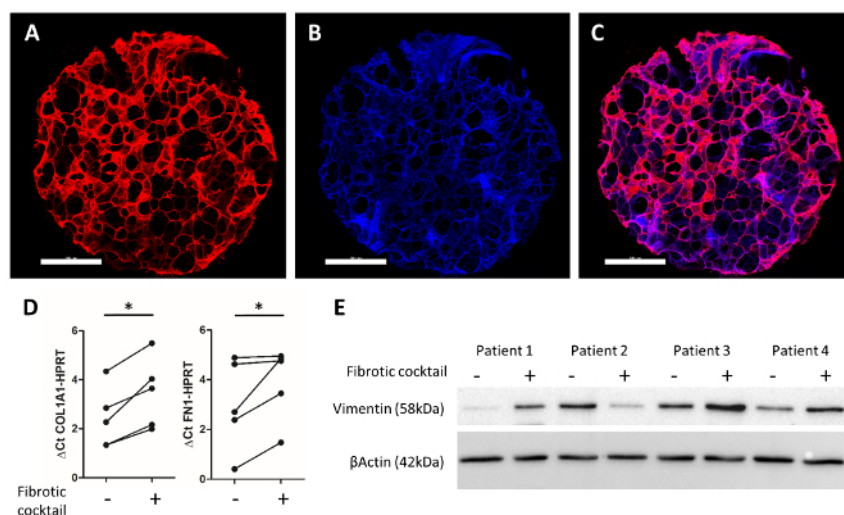 A
B
C
D
*
*
ΔCt COL1A1-HPRT
6
4
2
0
- +
ΔCt FN1-HPRT
6
4
2
0
- +
Fibrotic
cocktail
E
Patient 1 Patient 2 Patient 3 Patient 4
Fibrotic cocktail - + - + - + - +
Vimentin (58kDa)
βActin (42kDa)